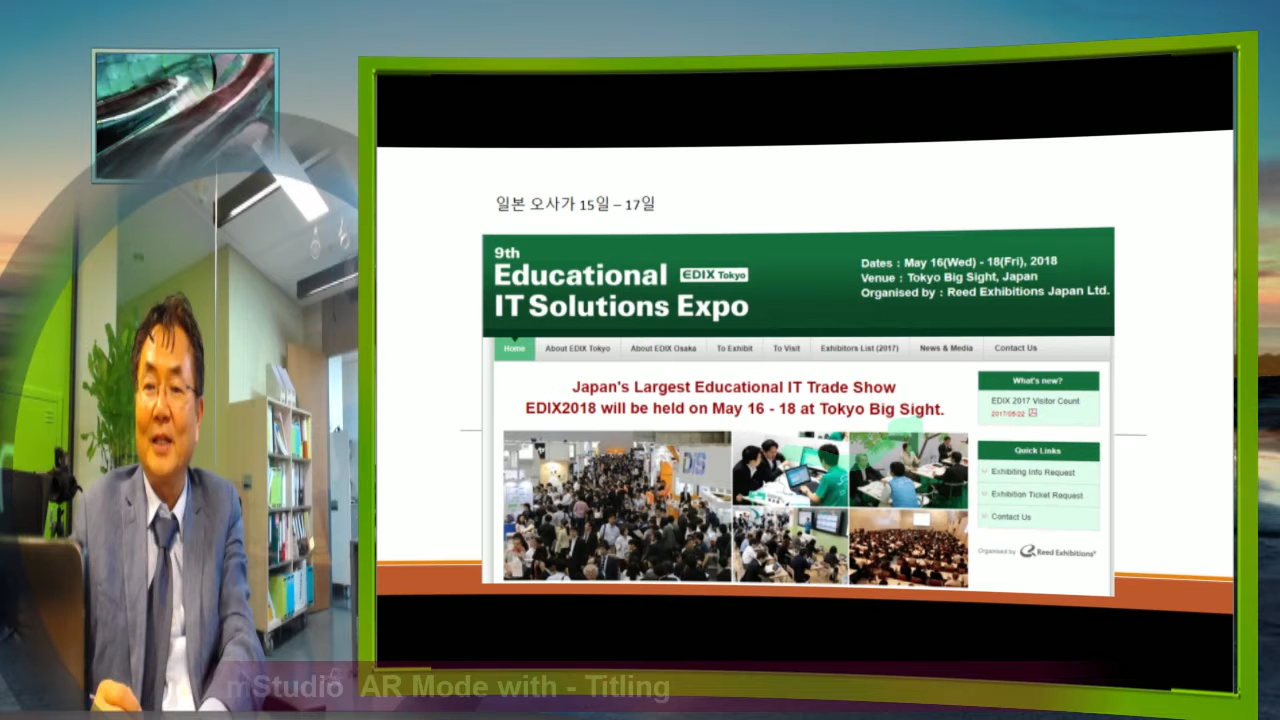 일본 오사가 15일 – 17일
9th
Educational EDIX Tokyo
IT Solutions Expo
Dates : May 16(Wed) - 18(Fri), 2018
Venue : Tokyo Big Sight, Japan
Organised by : Reed Exhibitions Japan Ltd.
Home About EDIX Tokyo About EDIX Osaka To Exhibit To Visit Exhibitors List (2017) News & Media Contact Us
Japan's Largest Educational IT Trade Show
EDIX2018 will be held on May 16 - 18 at Tokyo Big Sight.
What's new?
EDIX 2017 Visitor Count
2017/05/22
Quick Links
Exhibiting Info Request
Exhibition Ticket Request
Contact Us
Organised by Reed Exhibitions®
mStudio AR Mode with - Titling